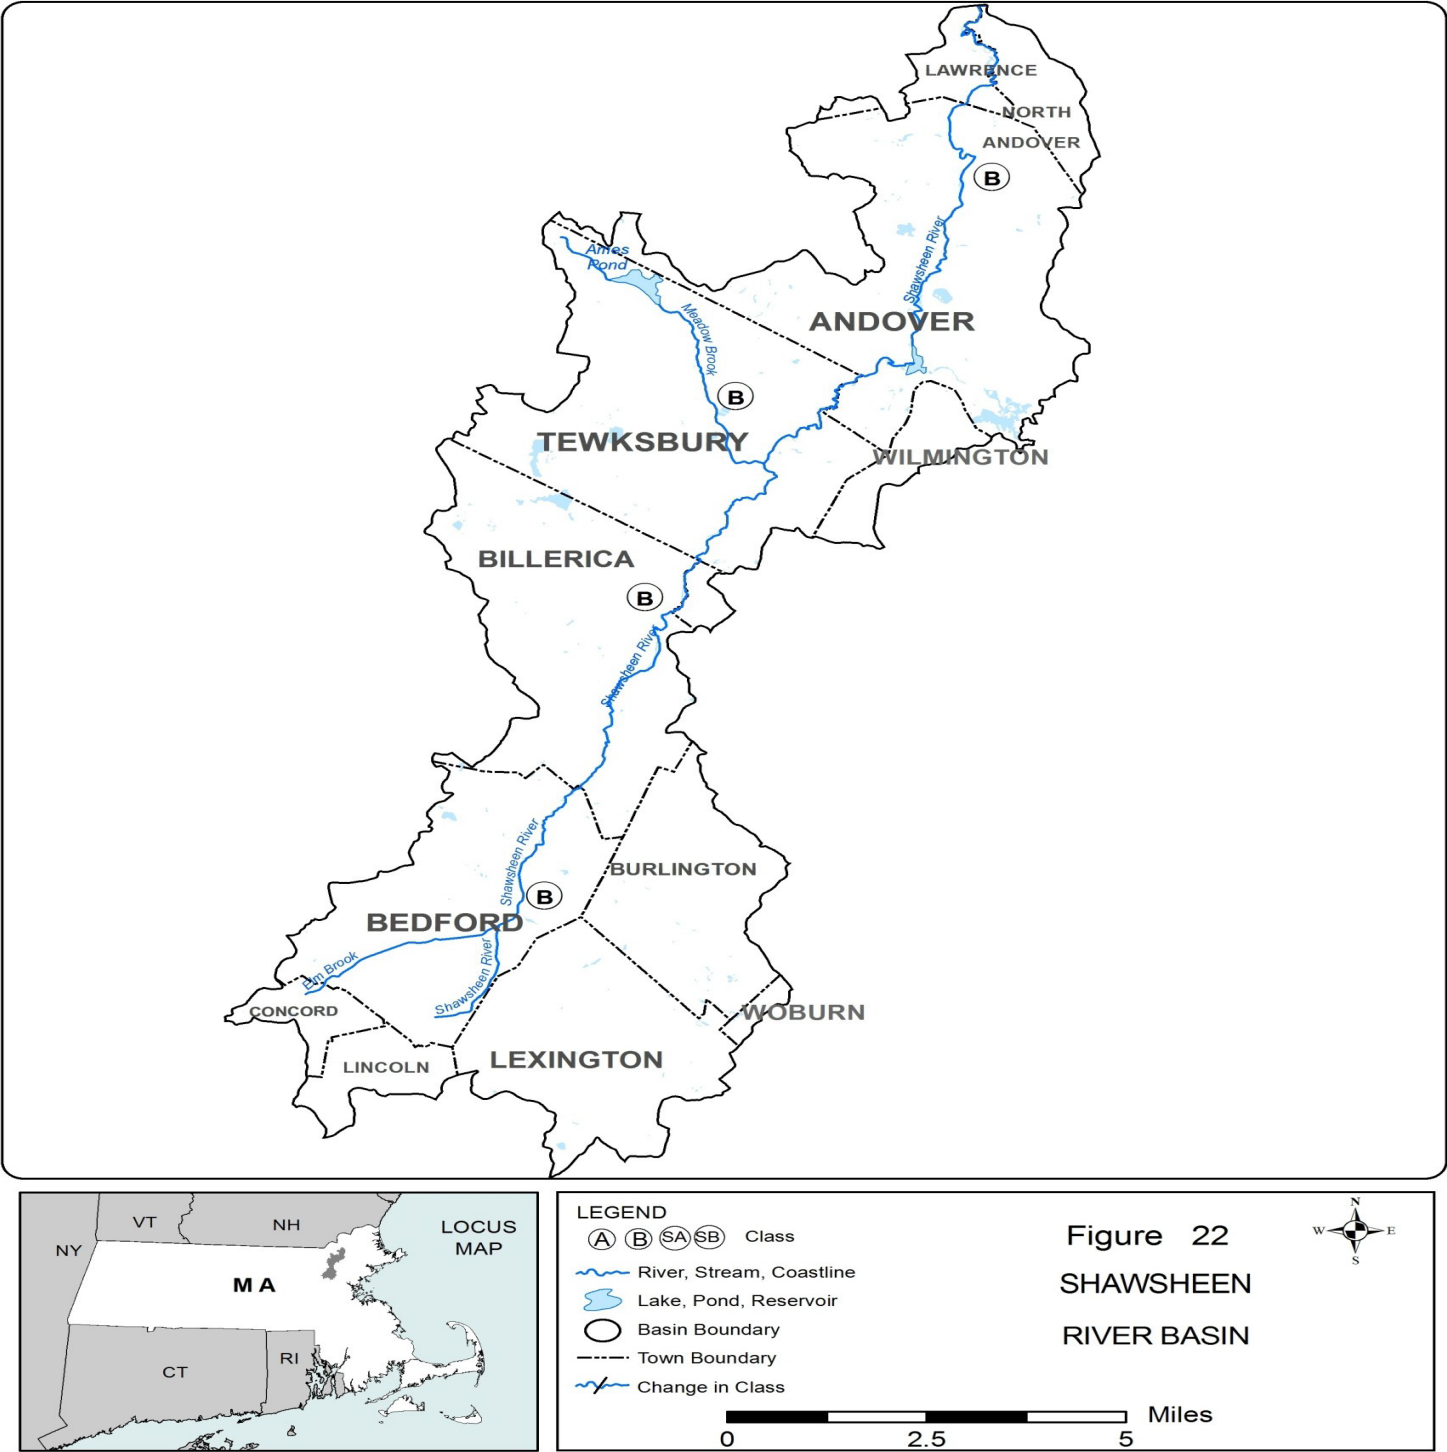 LAWRENCE
NORTH
ANDOVER
B
Shawsheen River
Ames
Pond
Meadow Brook
ANDOVER
B
TEWKSBURY
WILMINGTON
BILLERICA
B
Shawsheen River
Shawsheen River
BURLINGTON
B
BEDFORD
Elm Brook
Shawsheen River
CONCORD
WOBURN
LINCOLN
LEXINGTON
VT
NH
NY
LOCUS
MAP
MA
CT
RI
LEGEND
A B SA SB Class
River, Stream, Coastline
Lake, Pond, Reservoir
Basin Boundary
Town Boundary
Change in Class
Figure 22
SHAWSHEEN
RIVER BASIN
N
W E
S
Miles
0 2.5 5